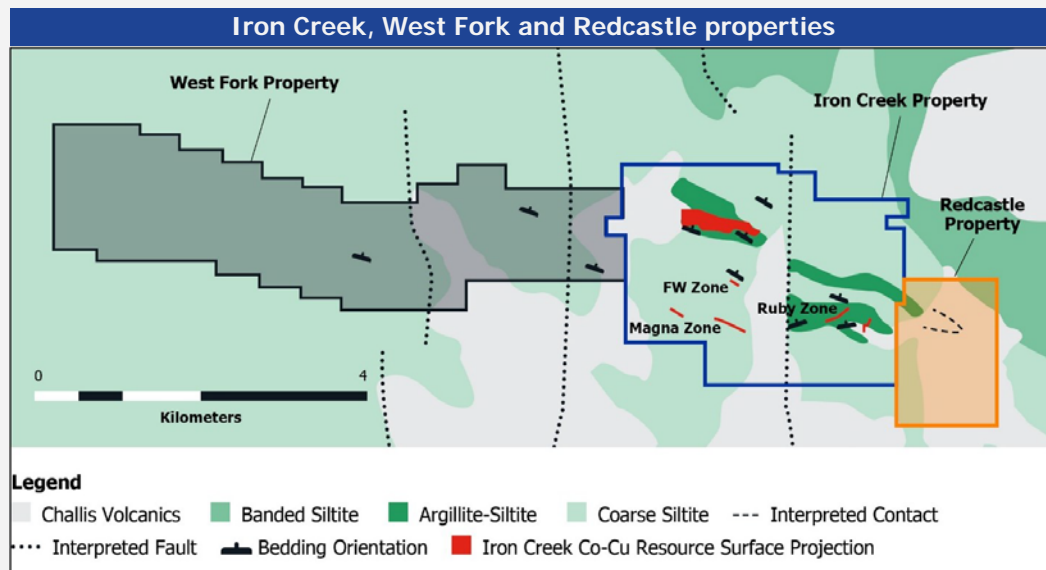 Iron Creek, West Fork and Redcastle properties
West Fork Property
Iron Creek Property
Redcastle
Property
FW Zone
Ruby Zone
Magna Zone
0 4
Kilometers
Legend
Challis Volcanics Banded Siltite Argillite-Siltite Coarse Siltite Interpreted Contact
Interpreted Fault Bedding Orientation Iron Creek Co-Cu Resource Surface Projection